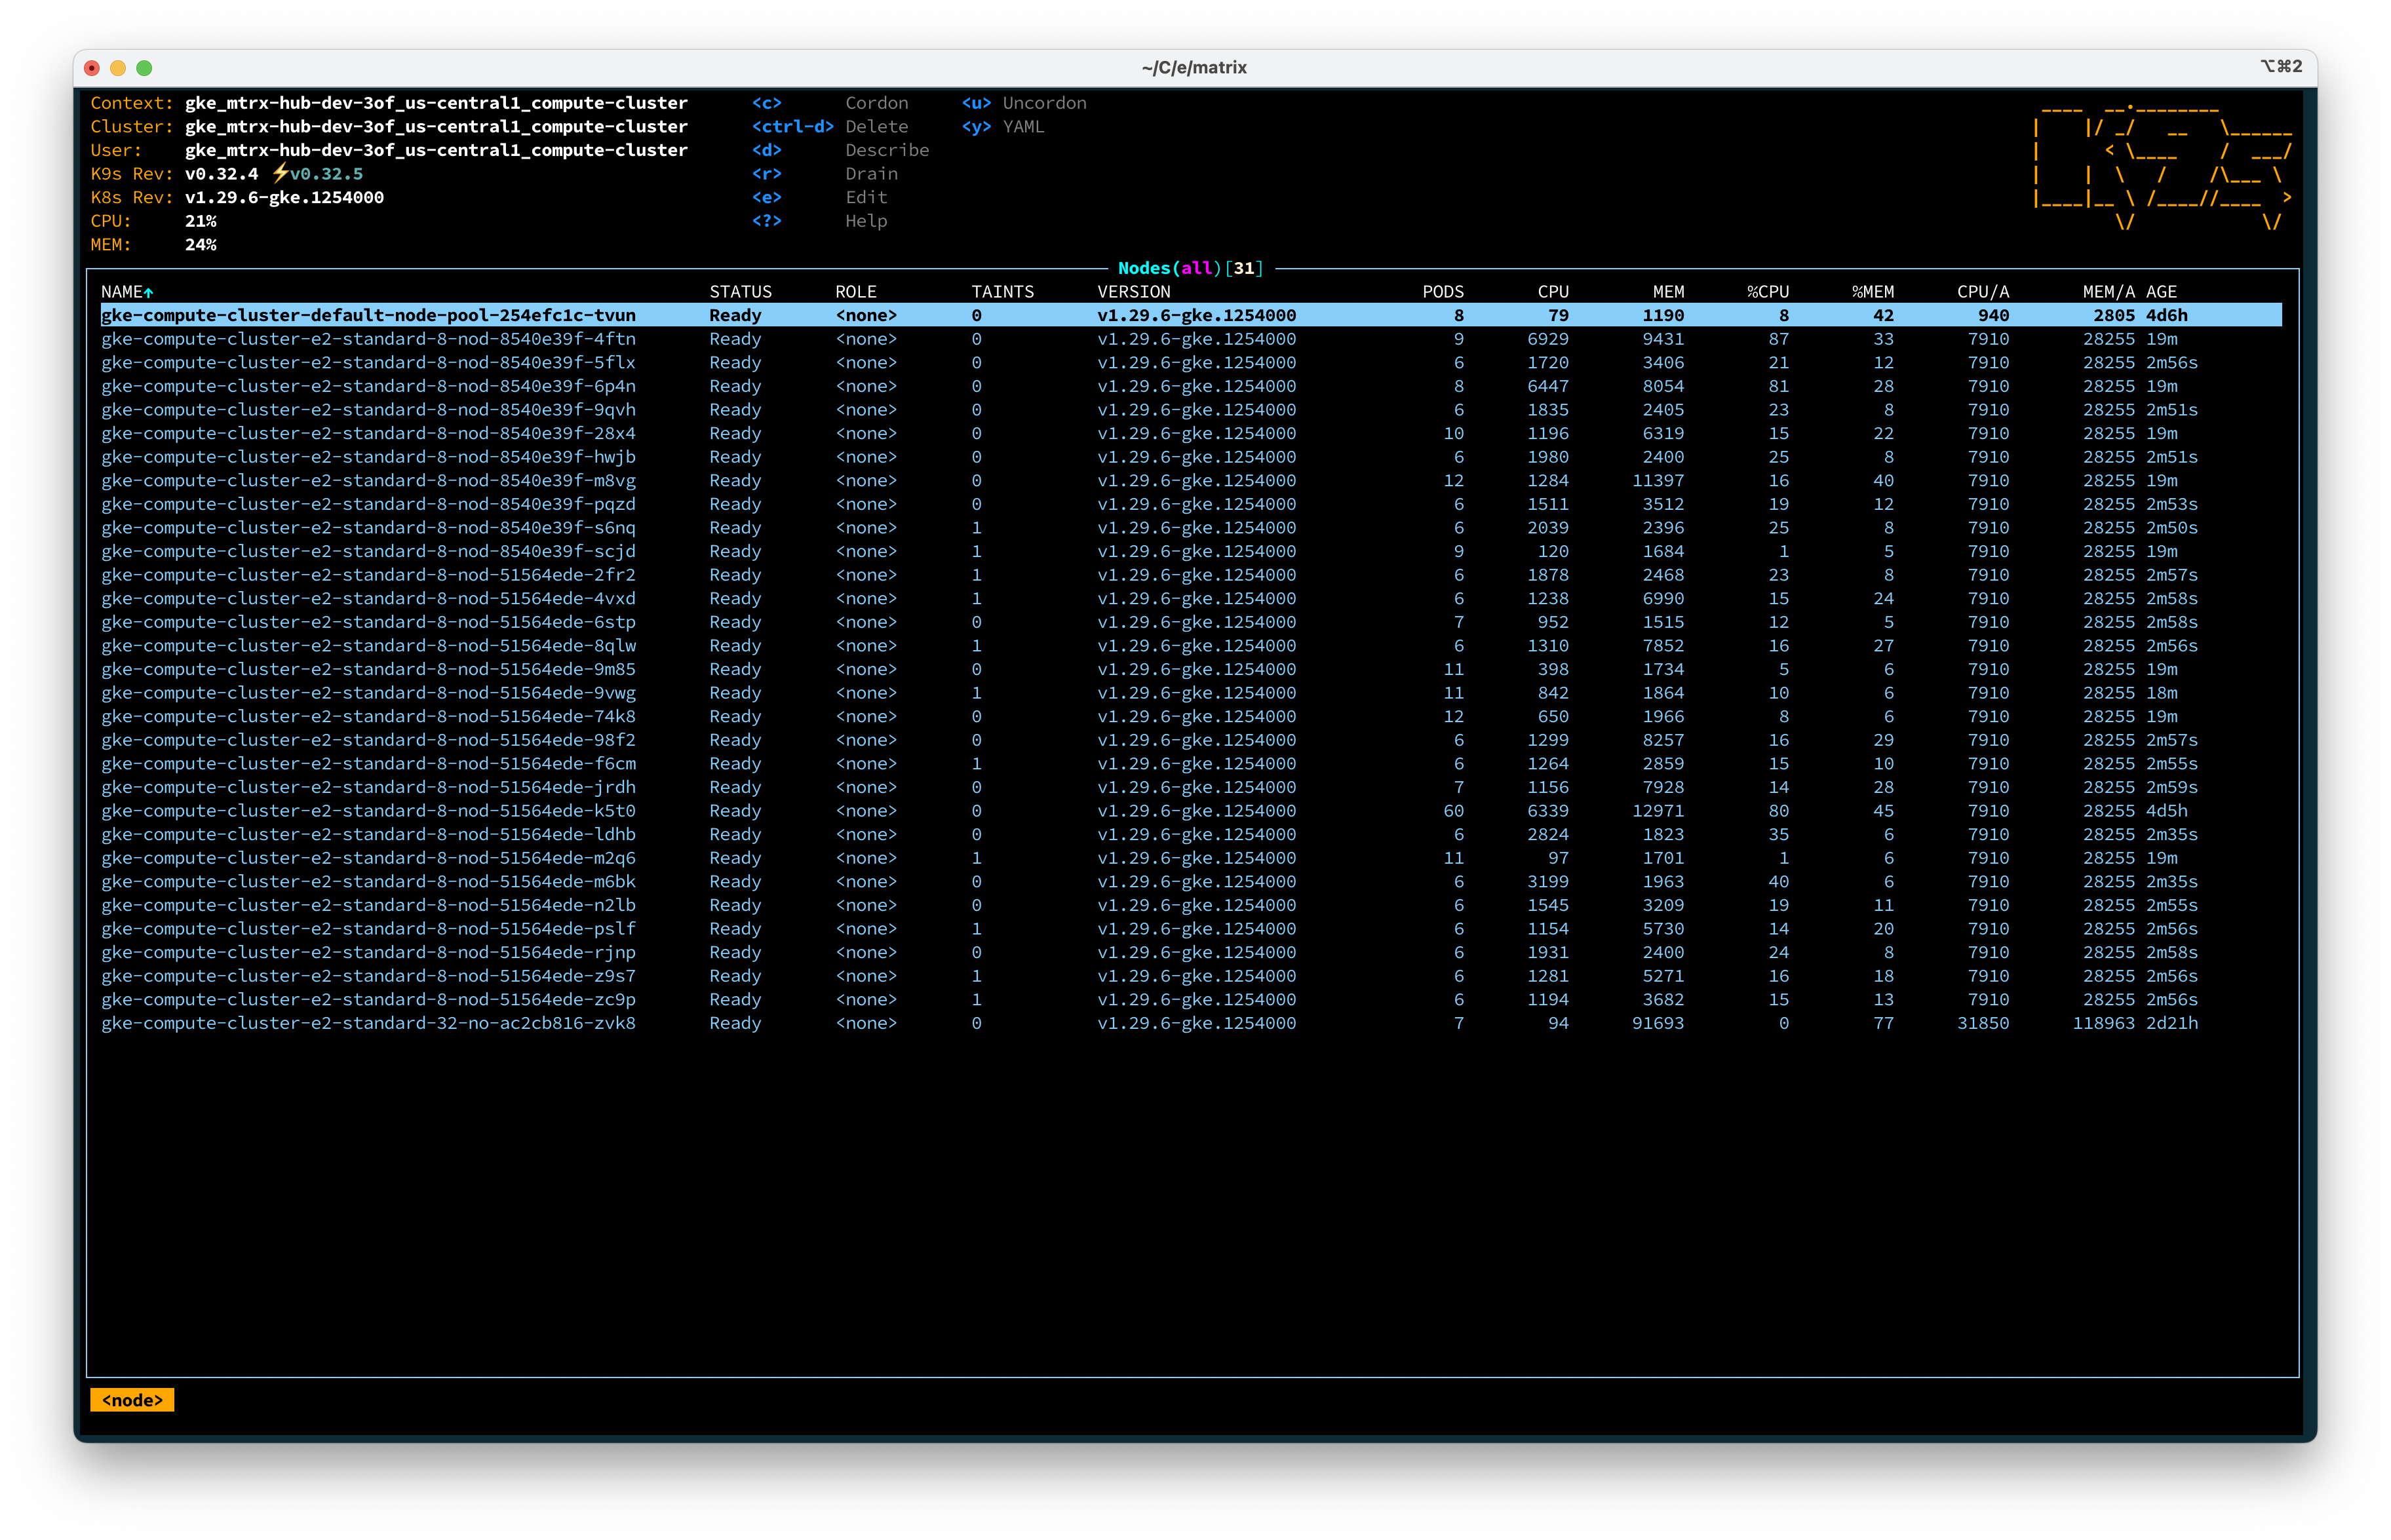 ~/C/e/matrix ⌥⌘2
Context: gke_mtrx-hub-dev-3of_us-central1_compute-cluster <c> Cordon <u> Uncordon
Cluster: gke_mtrx-hub-dev-3of_us-central1_compute-cluster <ctrl-d> Delete <y> YAML
User: gke_mtrx-hub-dev-3of_us-central1_compute-cluster <d> Describe
K9s Rev: v0.32.4 ⚡v0.32.5 <r> Drain
K8s Rev: v1.29.6-gke.1254000 <e> Edit
CPU: 21% <?> Help
MEM: 24%
Nodes(all)[31]
NAME↑ STATUS ROLE TAINTS VERSION PODS CPU MEM %CPU %MEM CPU/A MEM/A AGE
gke-compute-cluster-default-node-pool-254efc1c-tvun Ready <none> 0 v1.29.6-gke.1254000 8 79 1190 8 42 940 2805 4d6h
gke-compute-cluster-e2-standard-8-nod-8540e39f-4ftn Ready <none> 0 v1.29.6-gke.1254000 9 6929 9431 87 33 7910 28255 19m
gke-compute-cluster-e2-standard-8-nod-8540e39f-5flx Ready <none> 0 v1.29.6-gke.1254000 6 1720 3406 21 12 7910 28255 2m56s
gke-compute-cluster-e2-standard-8-nod-8540e39f-6p4n Ready <none> 0 v1.29.6-gke.1254000 8 6447 8054 81 28 7910 28255 19m
gke-compute-cluster-e2-standard-8-nod-8540e39f-9qvh Ready <none> 0 v1.29.6-gke.1254000 6 1835 2405 23 8 7910 28255 2m51s
gke-compute-cluster-e2-standard-8-nod-8540e39f-28x4 Ready <none> 0 v1.29.6-gke.1254000 10 1196 6319 15 22 7910 28255 19m
gke-compute-cluster-e2-standard-8-nod-8540e39f-hwjb Ready <none> 0 v1.29.6-gke.1254000 6 1980 2400 25 8 7910 28255 2m51s
gke-compute-cluster-e2-standard-8-nod-8540e39f-m8vg Ready <none> 0 v1.29.6-gke.1254000 12 1284 11397 16 40 7910 28255 19m
gke-compute-cluster-e2-standard-8-nod-8540e39f-pqzd Ready <none> 0 v1.29.6-gke.1254000 6 1511 3512 19 12 7910 28255 2m53s
gke-compute-cluster-e2-standard-8-nod-8540e39f-s6nq Ready <none> 1 v1.29.6-gke.1254000 6 2039 2396 25 8 7910 28255 2m50s
gke-compute-cluster-e2-standard-8-nod-8540e39f-scjd Ready <none> 1 v1.29.6-gke.1254000 9 120 1684 1 5 7910 28255 19m
gke-compute-cluster-e2-standard-8-nod-51564ede-2fr2 Ready <none> 1 v1.29.6-gke.1254000 6 1878 2468 23 8 7910 28255 2m57s
gke-compute-cluster-e2-standard-8-nod-51564ede-4vxd Ready <none> 1 v1.29.6-gke.1254000 6 1238 6990 15 24 7910 28255 2m58s
gke-compute-cluster-e2-standard-8-nod-51564ede-6stp Ready <none> 0 v1.29.6-gke.1254000 7 952 1515 12 5 7910 28255 2m58s
gke-compute-cluster-e2-standard-8-nod-51564ede-8qlw Ready <none> 1 v1.29.6-gke.1254000 6 1310 7852 16 27 7910 28255 2m56s
gke-compute-cluster-e2-standard-8-nod-51564ede-9m85 Ready <none> 0 v1.29.6-gke.1254000 11 398 1734 5 6 7910 28255 19m
gke-compute-cluster-e2-standard-8-nod-51564ede-9vwg Ready <none> 1 v1.29.6-gke.1254000 11 842 1864 10 6 7910 28255 18m
gke-compute-cluster-e2-standard-8-nod-51564ede-74k8 Ready <none> 0 v1.29.6-gke.1254000 12 650 1966 8 6 7910 28255 19m
gke-compute-cluster-e2-standard-8-nod-51564ede-98f2 Ready <none> 0 v1.29.6-gke.1254000 6 1299 8257 16 29 7910 28255 2m57s
gke-compute-cluster-e2-standard-8-nod-51564ede-f6cm Ready <none> 1 v1.29.6-gke.1254000 6 1264 2859 15 10 7910 28255 2m55s
gke-compute-cluster-e2-standard-8-nod-51564ede-jrdh Ready <none> 0 v1.29.6-gke.1254000 7 1156 7928 14 28 7910 28255 2m59s
gke-compute-cluster-e2-standard-8-nod-51564ede-k5t0 Ready <none> 0 v1.29.6-gke.1254000 60 6339 12971 80 45 7910 28255 4d5h
gke-compute-cluster-e2-standard-8-nod-51564ede-ldhb Ready <none> 0 v1.29.6-gke.1254000 6 2824 1823 35 6 7910 28255 2m35s
gke-compute-cluster-e2-standard-8-nod-51564ede-m2q6 Ready <none> 1 v1.29.6-gke.1254000 11 97 1701 1 6 7910 28255 19m
gke-compute-cluster-e2-standard-8-nod-51564ede-m6bk Ready <none> 0 v1.29.6-gke.1254000 6 3199 1963 40 6 7910 28255 2m35s
gke-compute-cluster-e2-standard-8-nod-51564ede-n2lb Ready <none> 0 v1.29.6-gke.1254000 6 1545 3209 19 11 7910 28255 2m55s
gke-compute-cluster-e2-standard-8-nod-51564ede-pslf Ready <none> 1 v1.29.6-gke.1254000 6 1154 5730 14 20 7910 28255 2m56s
gke-compute-cluster-e2-standard-8-nod-51564ede-rjnp Ready <none> 0 v1.29.6-gke.1254000 6 1931 2400 24 8 7910 28255 2m58s
gke-compute-cluster-e2-standard-8-nod-51564ede-z9s7 Ready <none> 1 v1.29.6-gke.1254000 6 1281 5271 16 18 7910 28255 2m56s
gke-compute-cluster-e2-standard-8-nod-51564ede-zc9p Ready <none> 1 v1.29.6-gke.1254000 6 1194 3682 15 13 7910 28255 2m56s
gke-compute-cluster-e2-standard-32-no-ac2cb816-zvk8 Ready <none> 0 v1.29.6-gke.1254000 7 94 91693 0 77 31850 118963 2d21h
<node>